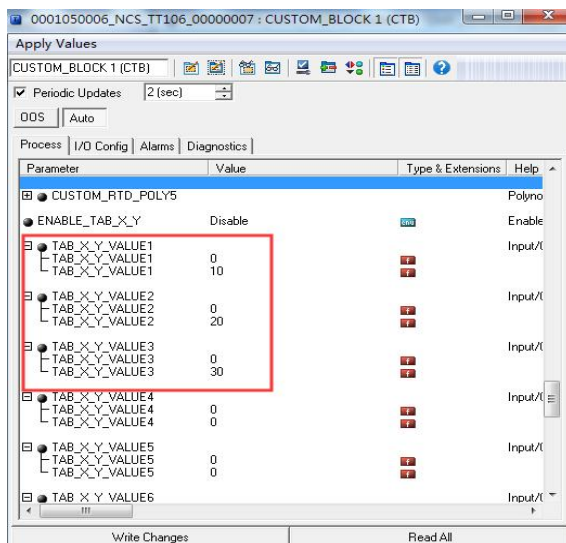 0001050006_NCS_TT106_00000007 : CUSTOM_BLOCK 1 (CTB)
Apply Values
CUSTOM_BLOCK 1 (CTB)
Periodic Updates 2 (sec)
OOS Auto
Process I/O Config Alarms Diagnostics
Parameter Value Type & Extensions Help
CUSTOM_RTD_POLY5 Polyno
ENABLE_TAB_X_Y Disable enu Enable
TAB_X_Y_VALUE1 Input/(
TAB_X_Y_VALUE1 0 f
TAB_X_Y_VALUE1 10 f
TAB_X_Y_VALUE2 Input/(
TAB_X_Y_VALUE2 0 f
TAB_X_Y_VALUE2 20 f
TAB_X_Y_VALUE3 Input/(
TAB_X_Y_VALUE3 0 f
TAB_X_Y_VALUE3 30 f
TAB_X_Y_VALUE4 Input/(
TAB_X_Y_VALUE4 0 f
TAB_X_Y_VALUE4 0 f
TAB_X_Y_VALUE5 Input/(
TAB_X_Y_VALUE5 0 f
TAB_X_Y_VALUE5 0 f
TAB_X_Y_VALUE6 Input/(
Write Changes Read All